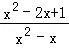 x² − 2x+1
x² − x